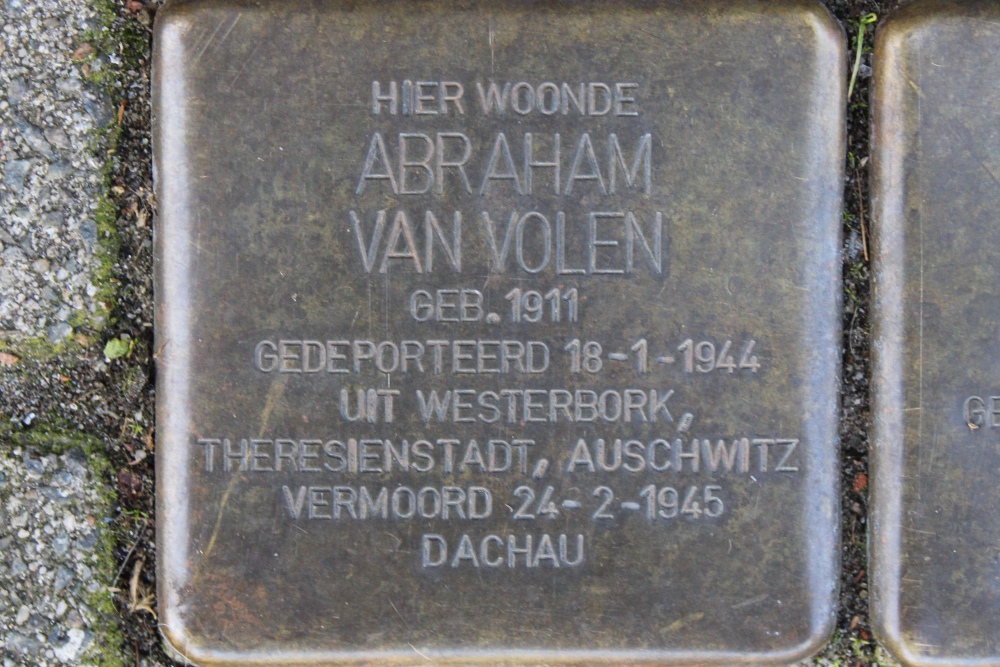 HIER WOONDE
ABRAHAM
VAN VOLEN
GEB. 1911
GEDEPORTEERD 18-1-1944
UIT WESTERBORK,
THERESIENSTADT, AUSCHWITZ
VERMOORD 24-2-1945
DACHAU
GE